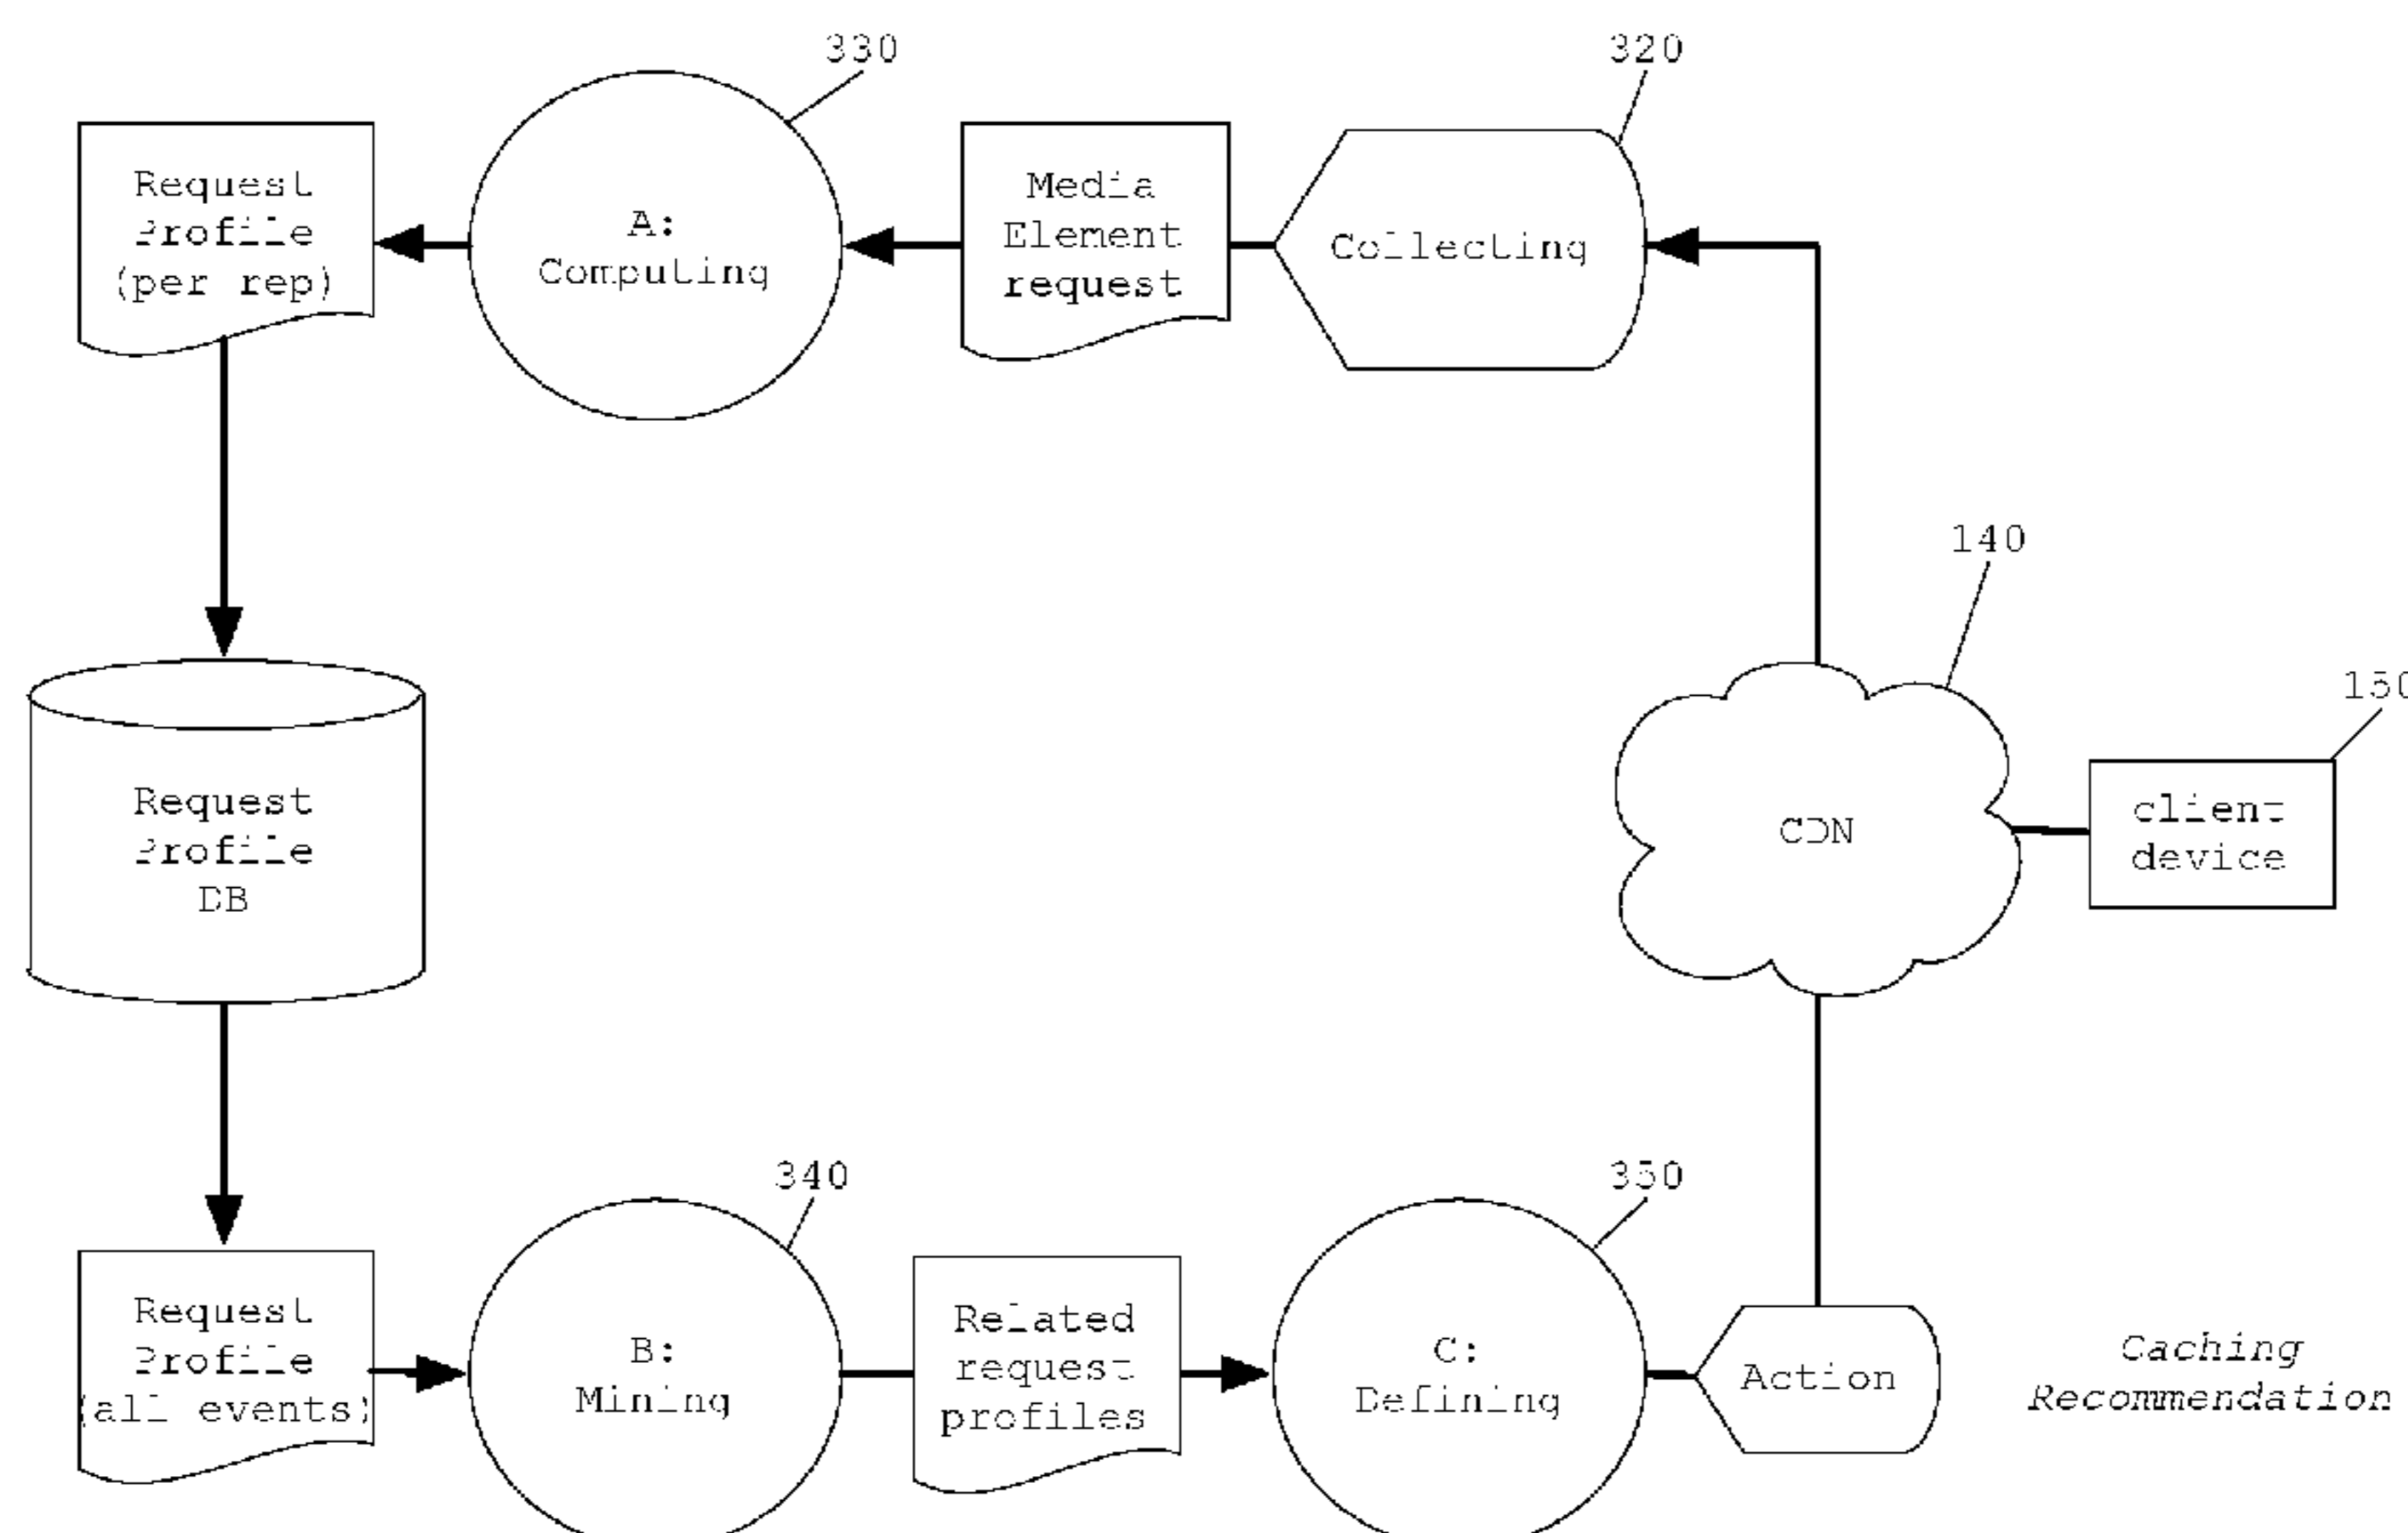 330
320
Request
Profile
(per rep)
A:
Computing
Media
Element
request
Collecting
140
150
Request
Profile
DB
CDN
client
device
340
350
Request
Profile
(all events)
B:
Mining
Related
request
profiles
C:
Defining
Action
Caching
Recommendation